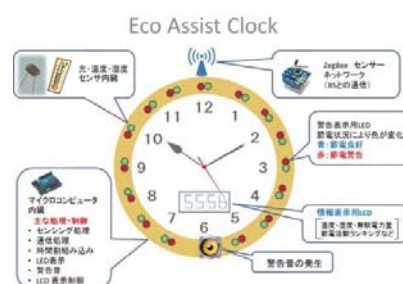 Eco Assist Clock
光・温度・湿度
センサ内蔵
ZegBee センサー
ネットワーク
(BSとの通信)
警告表示用LED
節電状況により色が変化
青:節電良好
赤:節電警告
12
1
2
3
4
5
6
7
8
9
10
11
5558
マイクロコンピュータ
内蔵
主な処理・制御
• センシング処理
• 通信処理
• 時間割組み込み
• LED表示
• 警告音
• LCD 表示制御
情報表示用LCD
温度・湿度・無駄電力量
節電活動ランキングなど
警告音の発生